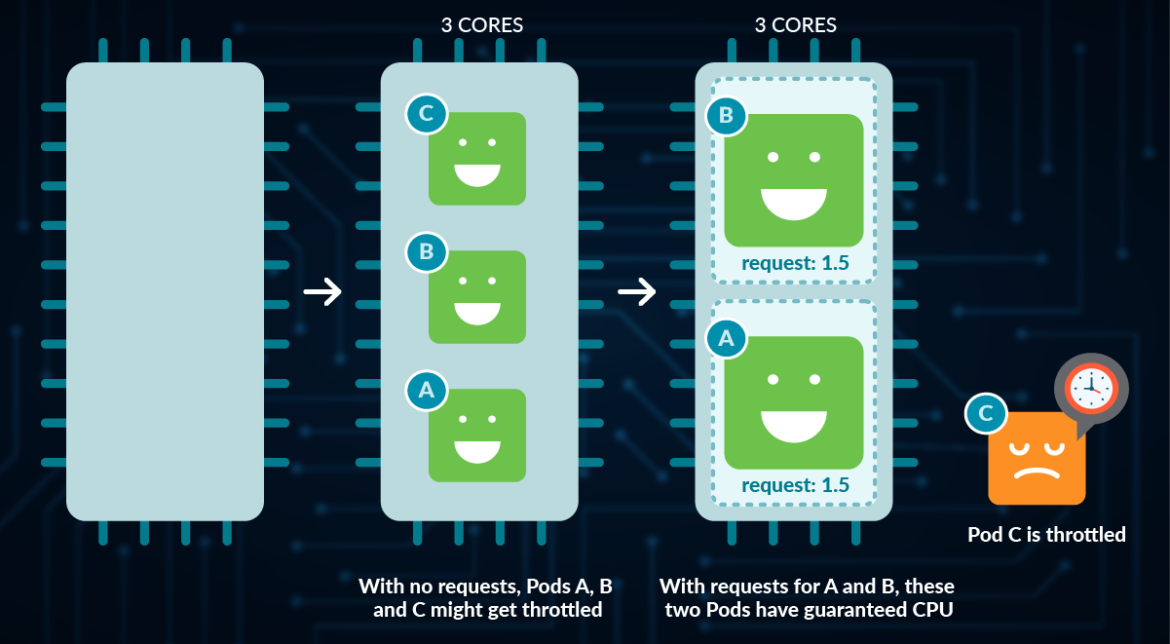 3 CORES
3 CORES
C
B
A
B
request: 1.5
A
request: 1.5
C
Pod C is throttled
With no requests, Pods A, B
and C might get throttled
With requests for A and B, these
two Pods have guaranteed CPU